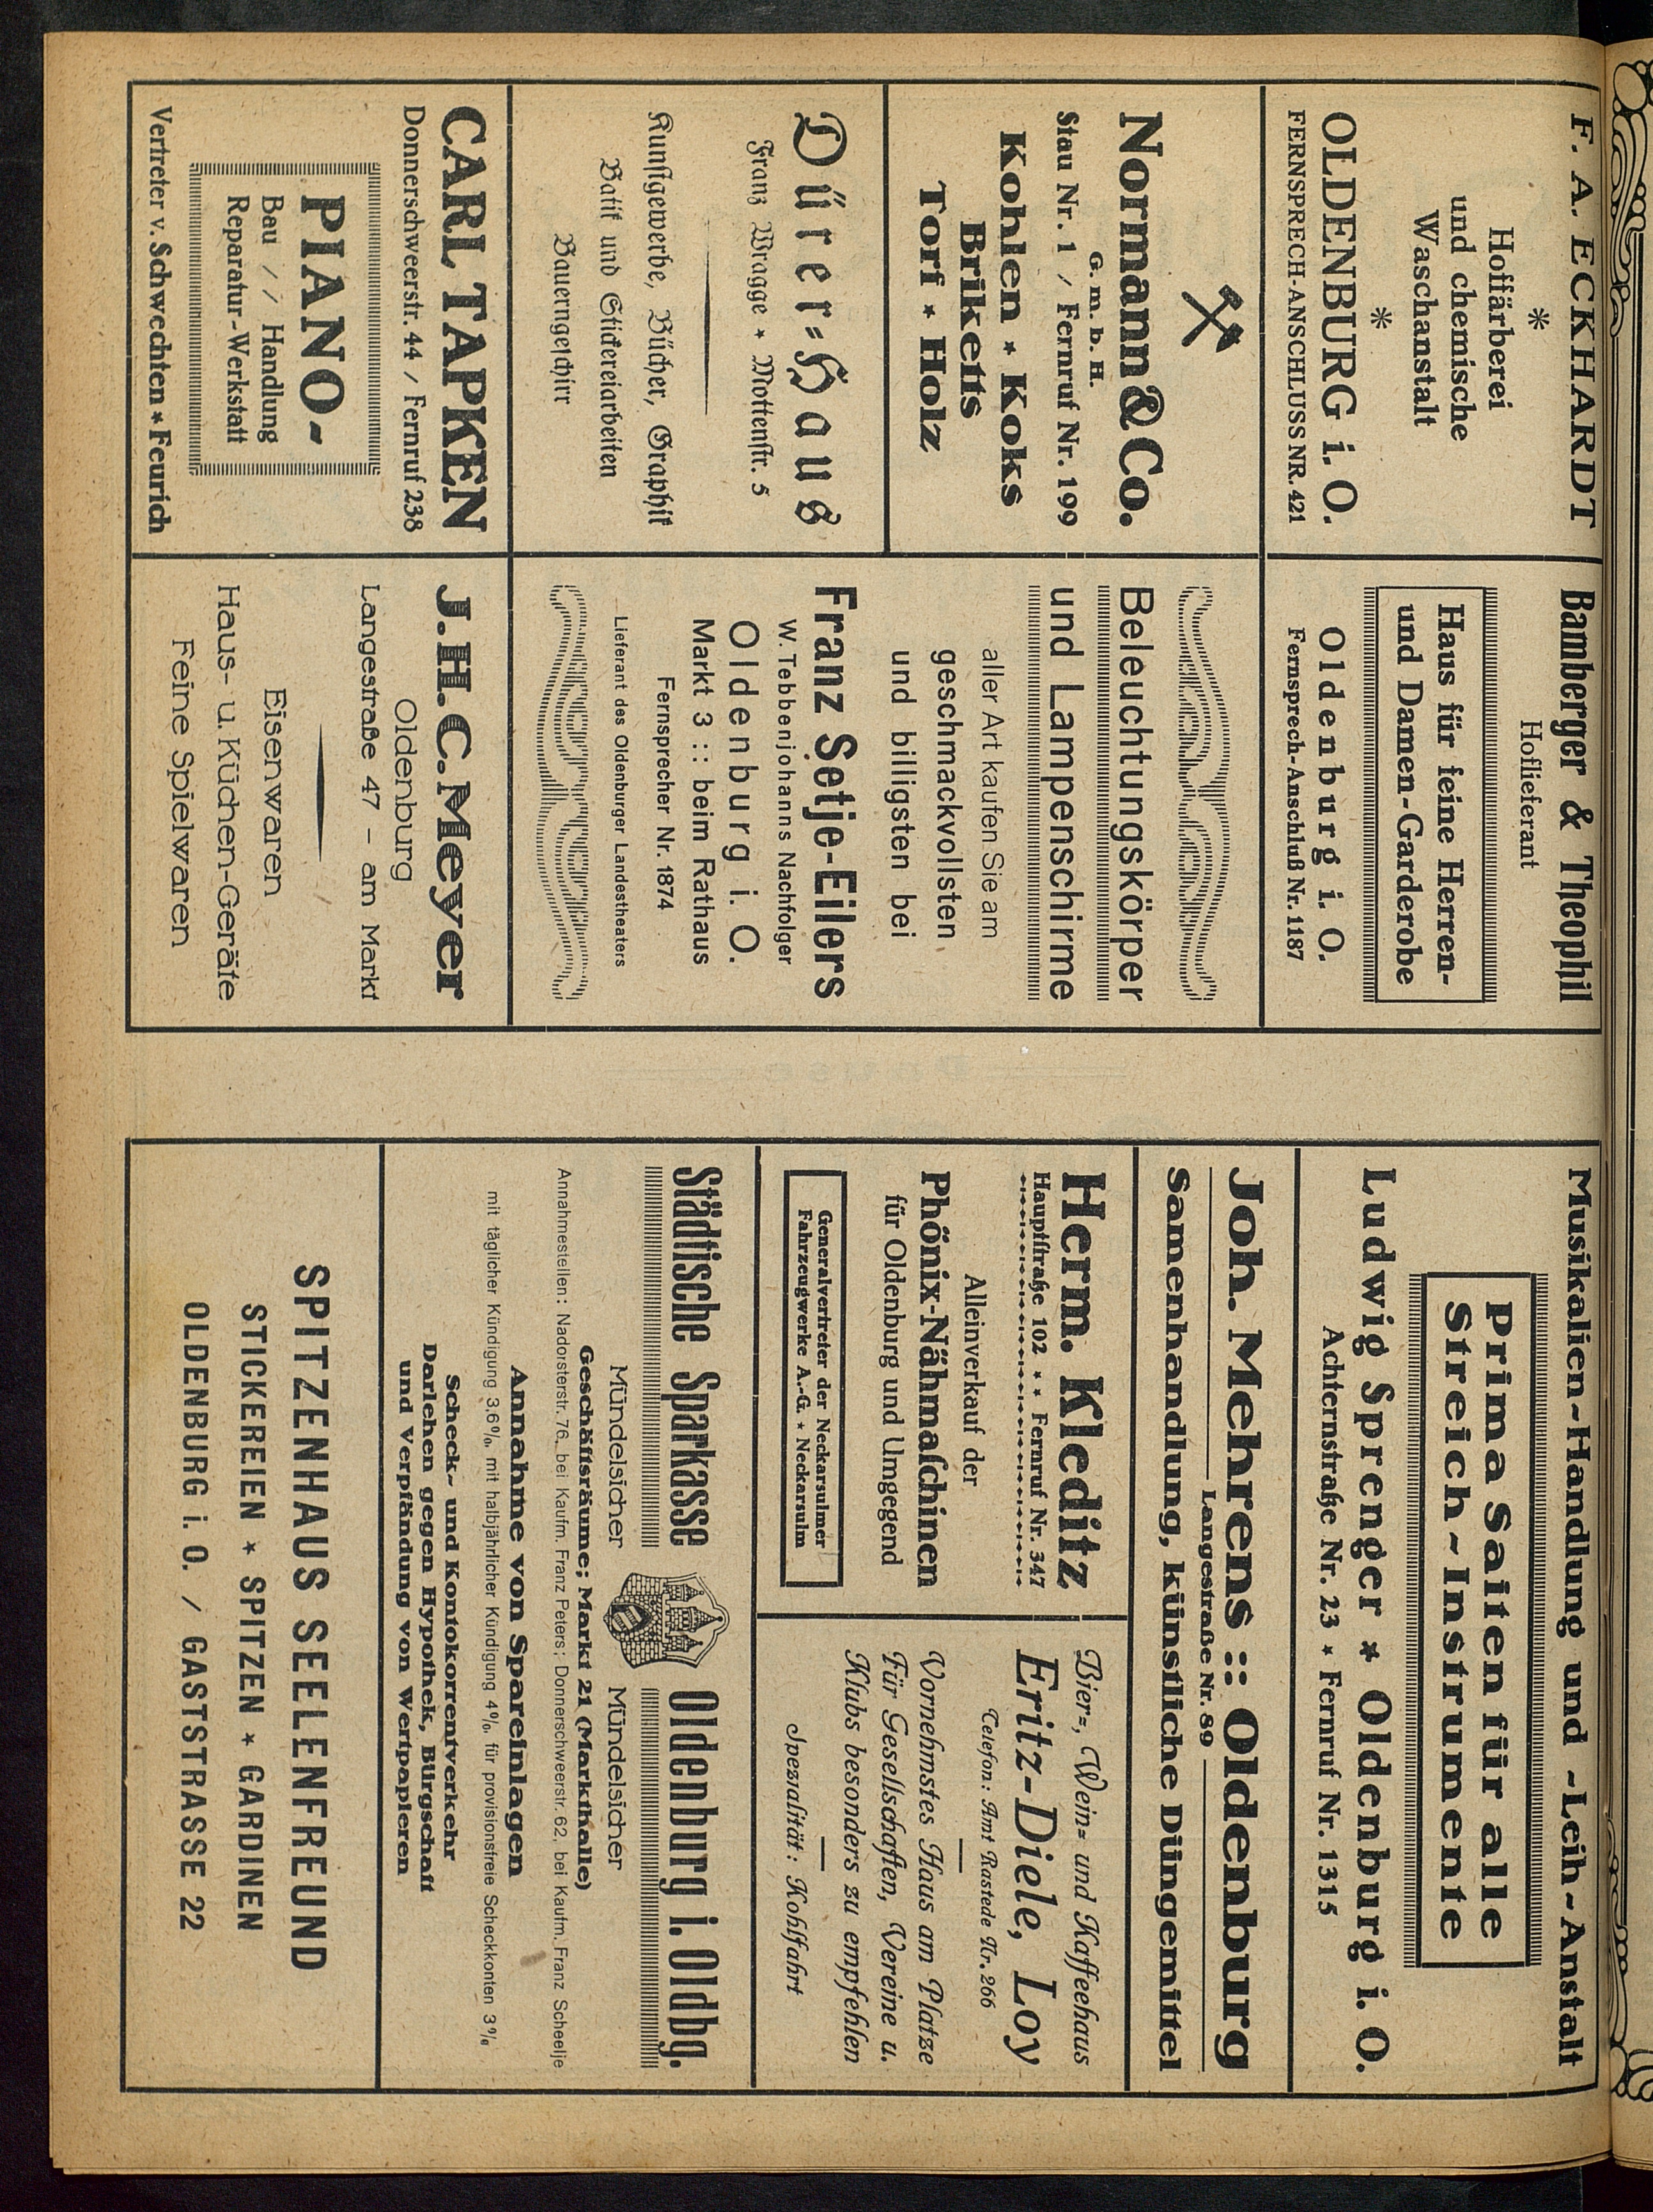 F. A. ECKHARDT
*
Hoffärberei
und chemische
Waschanstalt
*
OLDENBURG i. O.
FERNSPRECH-ANSCHLUSS NR. 421
Normann & Co.
G. m. b. H.
Stau Nr. 1 / Fernruf Nr. 199
Kohlen * Koks
Briketts
Torf * Holz
Dürer=Haus
Franz Wragge * Mottenstr. 5
Kunstgewerbe, Bücher, Graphik
Batik und Stickereiarbeiten
Bauerngeschirr
CARL TAPKEN
Donnerschweerstr. 44 / Fernruf 238
PIANO-
Bau / / Handlung
Reparatur-Werkstatt
Vertreter v. Schwechten * Feurich
Bamberger & Theophil
Hoflieferant
Haus für feine Herren-
und Damen-Garderobe
Oldenburg i. O.
Fernsprech-Anschluß Nr. 1187
Beleuchtungskörper
und Lampenschirme
aller Art kaufen Sie am
geschmackvollsten
und billigsten bei
Franz Setje-Eilers
W. Tebbenjohanns Nachfolger
Oldenburg i. O.
Markt 3 :: beim Rathaus
Fernsprecher Nr. 1874
Lieferant des Oldenburger Landestheaters
J. H. C. Meyer
Oldenburg
Langestraße 47 - am Markt
Eisenwaren
Haus- u. Küchen-Geräte
Feine Spielwaren
Musikalien-Handlung und -Leih-Anstalt
Prima Saiten für alle
Streich-Instrumente
Ludwig Sprenger * Oldenburg i. O.
Achternstraße Nr. 23 * Fernruf Nr. 1315
Joh. Mehrens :: Oldenburg
Langestraße Nr. 89
Samenhandlung, künstliche Düngemittel
Herm. Kleditz
Hauptstraße 102 * * Fernruf Nr. 347
Alleinverkauf der
Phönix-Nähmaschinen
für Oldenburg und Umgegend
Generalvertreter der Neckarsulmer
Fahrzeugwerke A.-G. * Neckarsulm
Bier=, Wein= und Kaffeehaus
Fritz-Diele, Loy
Telefon: Amt Rastede Nr. 266
Vornehmstes Haus am Platze
Für Gesellschaften, Vereine u.
Klubs besonders zu empfehlen
Spezialität: Kohlfahrt
Städtische Sparkasse Oldenburg i. Oldbg.
Mündelsicher Mündelsicher
Geschäftsräume; Markt 21 (Markthalle)
Annahmestellen: Nadorsterstr. 76, bei Kaufm. Franz Peters; Donnerschweerstr. 62, bei Kaufm. Franz Scheelje
Annahme von Spareinlagen
mit täglicher Kündigung 3,6%, mit halbjährlicher Kündigung 4%, für provisionsfreie Scheckkonten 3%
Scheck- und Kontokorrentverkehr
Darlehen gegen Hypothek, Bürgschaft
und Verpfändung von Wertpapieren
SPITZENHAUS SEELENFREUND
STICKEREIEN * SPITZEN * GARDINEN
OLDENBURG i. O. / GASTSTRASSE 22